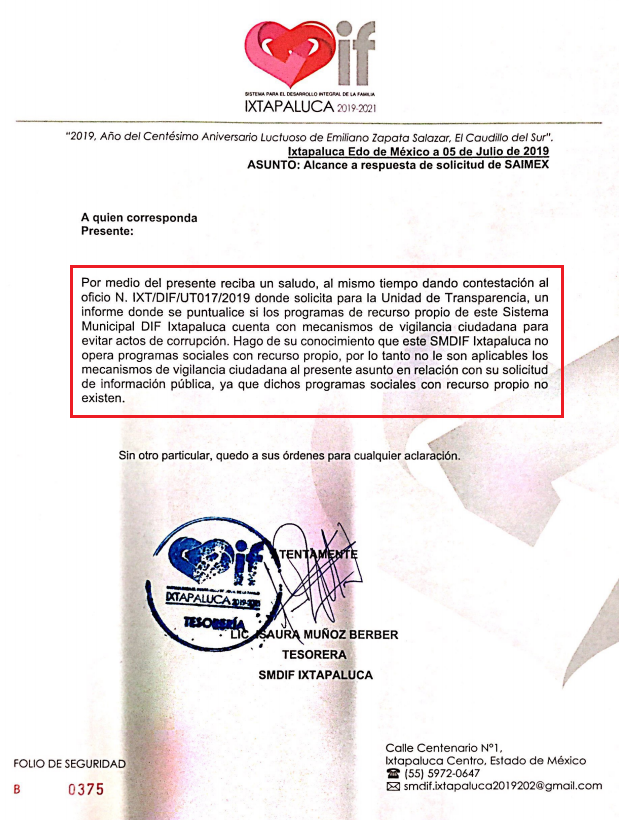 dif
SISTEMA PARA EL DESARROLLO INTEGRAL DE LA FAMILIA
IXTAPALUCA 2019-2021
"2019, Año del Centésimo Aniversario Luctuoso de Emiliano Zapata Salazar, El Caudillo del Sur".
Ixtapaluca Edo de México a 05 de Julio de 2019
ASUNTO: Alcance a respuesta de solicitud de SAIMEX
A quien corresponda
Presente:
Por medio del presente reciba un saludo, al mismo tiempo dando contestación al
oficio N. IXT/DIF/UT017/2019 donde solicita para la Unidad de Transparencia, un
informe donde se puntualice si los programas de recurso propio de este Sistema
Municipal DIF Ixtapaluca cuenta con mecanismos de vigilancia ciudadana para
evitar actos de corrupción. Hago de su conocimiento que este SMDIF Ixtapaluca no
opera programas sociales con recurso propio, por lo tanto no le son aplicables los
mecanismos de vigilancia ciudadana al presente asunto en relación con su solicitud
de información pública, ya que dichos programas sociales con recurso propio no
existen.
Sin otro particular, quedo a sus órdenes para cualquier aclaración.
ATENTAMENTE
dif
IXTAPALUCA 2019-2021
TESORERÍA
LIC. ISAURA MUÑOZ BERBER
TESORERA
SMDIF IXTAPALUCA
Calle Centenario N°1,
Ixtapaluca Centro, Estado de México
(55) 5972-0647
smdif.ixtapaluca2019202@gmail.com
FOLIO DE SEGURIDAD
B 0375